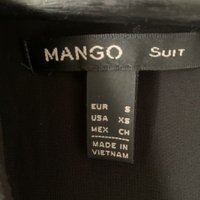 MANGO SUIT
EUR S
USA XS
MEX CH
MADE IN
VIETNAM